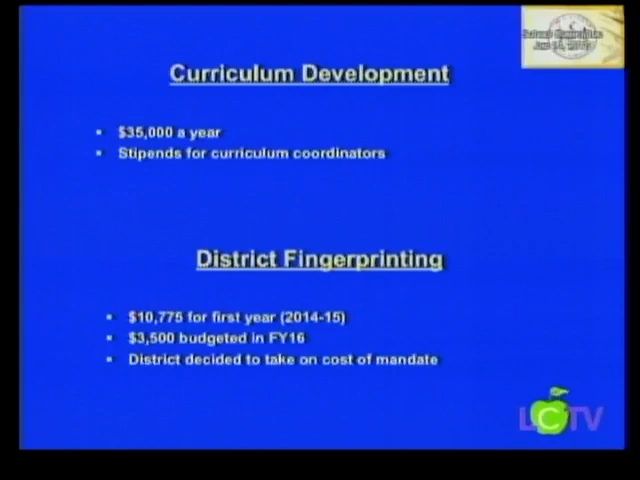 Curriculum Development
$35,000 a year
Stipends for curriculum coordinators
District Fingerprinting
$10,775 for first year (2014-15)
$3,500 budgeted in FY16
District decided to take on cost of mandate
LCTV